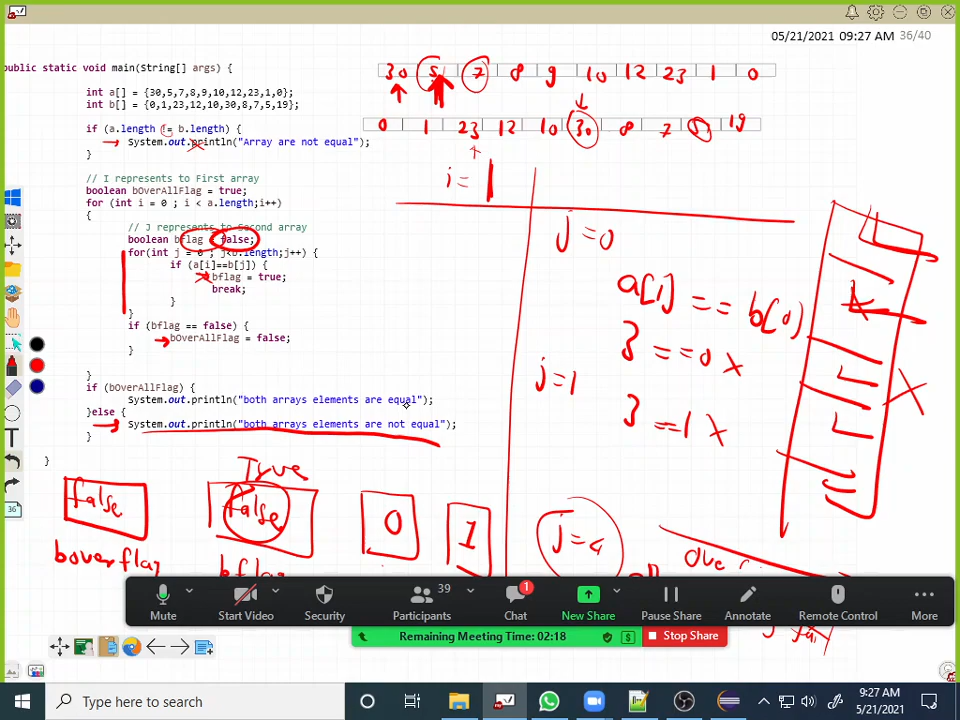 05/21/2021 09:27 AM 36/40
public static void main(String[] args) {
int a[] = {30,5,7,8,9,10,12,23,1,0};
int b[] = {0,1,23,12,10,30,8,7,5,19};
if (a.length != b.length) {
System.out.println("Array are not equal");
}
// I represents to First array
boolean bOverAllFlag = true;
for (int i = 0 ; i < a.length;i++)
{
// J represents to Second array
boolean bflag = false;
for(int j = 0 ; j<b.length;j++) {
if (a[i]==b[j]) {
bflag = true;
break;
}
}
if (bflag == false) {
bOverAllFlag = false;
}
}
if (bOverAllFlag) {
System.out.println("both arrays elements are equal");
}else {
System.out.println("both arrays elements are not equal");
}
}
30 5 7 8 9 10 12 23 1 0
0 1 23 12 10 30 8 7 5 19
i = 1
j = 0
a[1] == b[0]
3 == 0 X
j = 1
3 == 1 X
j = 4
True
false
false
0
1
boverflag
bflag
36
Mute
Start Video
Security
39
Participants
1
Chat
New Share
Pause Share
Annotate
Remote Control
More
Remaining Meeting Time: 02:18
Stop Share
Type here to search
9:27 AM
5/21/2021